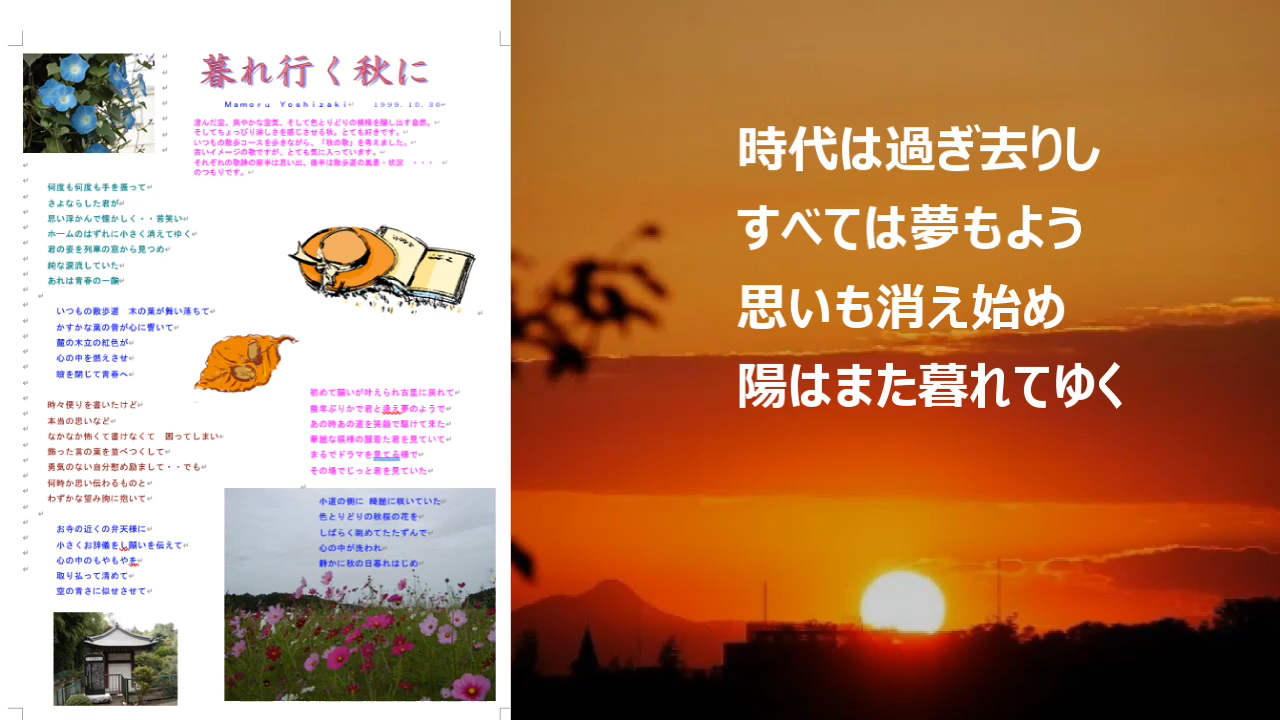 暮れ行く秋に
Mamoru Yoshizaki 1999.10.30
澄んだ空、爽やかな空気、そして色とりどりの模様を醸し出す自然。
そしてちょっぴり淋しさを感じさせる秋。とても好きです。
いつもの散歩コースを歩きながら、「秋の歌」を考えました。
古いイメージの歌ですが、とても気に入っています。
それぞれの歌詞の前半は思い出、後半は散歩道の風景・状況 ・・・
のつもりです。
何度も何度も手を振って
さよならした君が
思い浮かんで懐かしく・・苦笑い
ホームのはずれに小さく消えてゆく
君の姿を列車の窓から見つめ
純な涙流していた
あれは青春の一齣
いつもの散歩道 木の葉が舞い落ちて
かすかな葉の音が心に響いて
麓の木立の紅色が
心の中を燃えさせ
瞼を閉じて青春へ
時々便りを書いたけど
本当の思いなど
なかなか怖くて書けなくて 困ってしまい
飾った言の葉を並べつくして
勇気のない自分慰め励まして・・でも
何時か思い伝わるものと
わずかな望み胸に抱いて
お寺の近くの弁天様に
小さくお辞儀をし願いを伝えて
心の中のもやもやを
取り払って清めて
空の青さに似せさせて
初めて願いが叶えられ古里に戻れて
幾年ぶりかで君と逢え夢のようで
あの時あの道を笑顔で駆けて来た
華麗な模様の服着た君を見ていて
まるでドラマを見てる様で
その場でじっと君を見ていた
小道の側に 綺麗に咲いていた
色とりどりの秋桜の花を
しばらく眺めてたたずんで
心の中が洗われ
静かに秋の日暮れはじめ
時代は過ぎ去りし
すべては夢もよう
思いも消え始め
陽はまた暮れてゆく